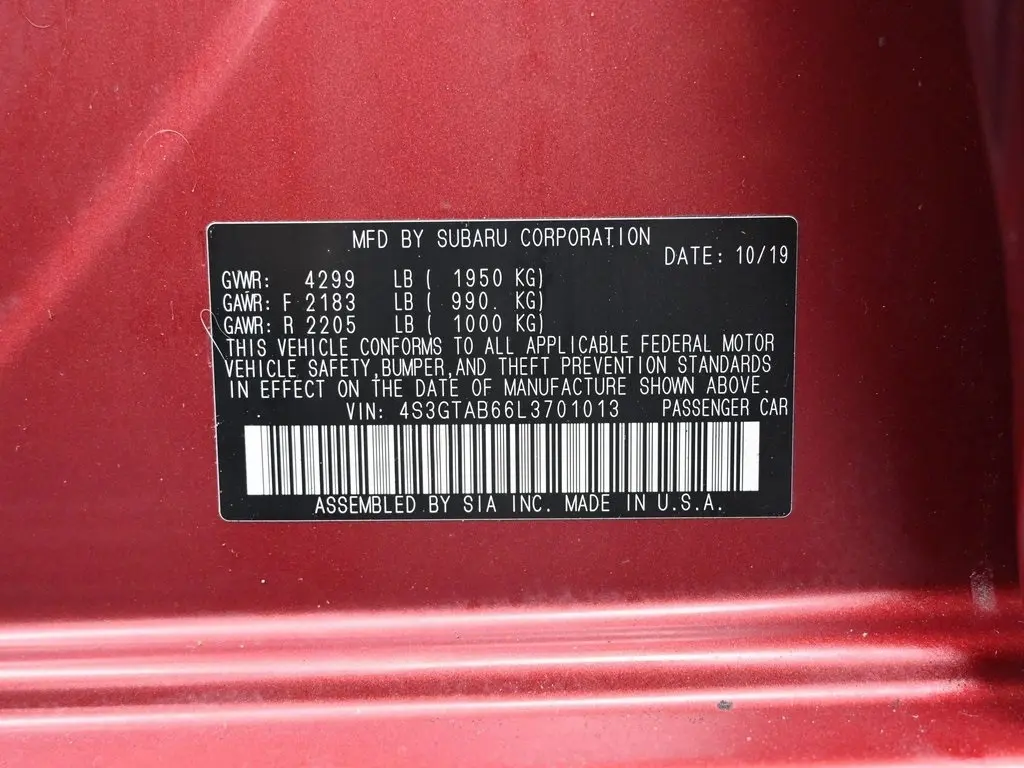 MFD BY SUBARU CORPORATION
DATE: 10/19
GVWR: 4299 LB ( 1950 KG)
GAWR: F 2183 LB ( 990. KG)
GAWR: R 2205 LB ( 1000 KG)
THIS VEHICLE CONFORMS TO ALL APPLICABLE FEDERAL MOTOR
VEHICLE SAFETY,BUMPER,AND THEFT PREVENTION STANDARDS
IN EFFECT ON THE DATE OF MANUFACTURE SHOWN ABOVE.
VIN: 4S3GTAB66L3701013 PASSENGER CAR
ASSEMBLED BY SIA INC. MADE IN U.S.A.